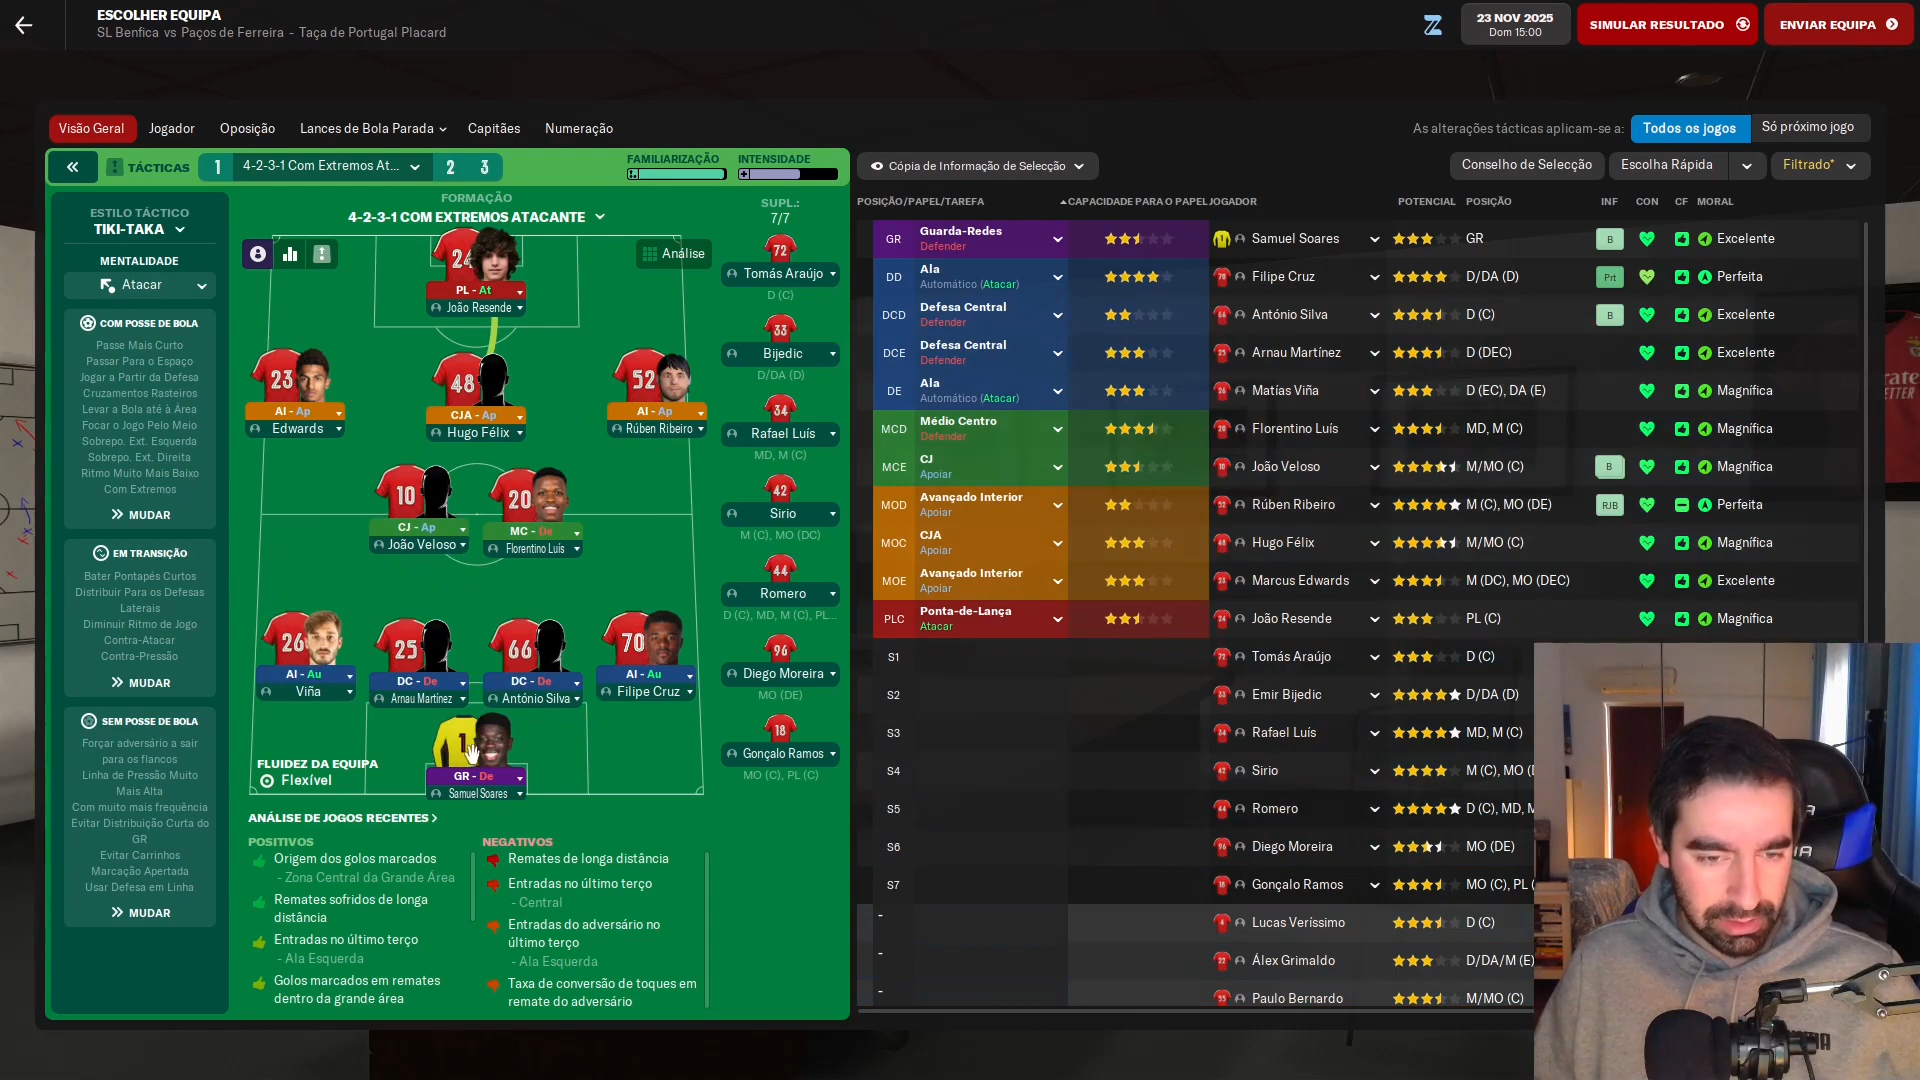 ESCOLHER EQUIPA
SL Benfica vs Paços de Ferreira - Taça de Portugal Placard
23 NOV 2025
Dom 15:00
SIMULAR RESULTADO
ENVIAR EQUIPA
Visão Geral
Jogador
Oposição
Lances de Bola Parada
Capitães
Numeração
As alterações tácticas aplicam-se a:
Todos os jogos
Só próximo jogo
TÁCTICAS
1
4-2-3-1 Com Extremos At...
2
3
FAMILIARIZAÇÃO
INTENSIDADE
Cópia de Informação de Selecção
Conselho de Selecção
Escolha Rápida
Filtrado*
ESTILO TÁCTICO
TIKI-TAKA
MENTALIDADE
Atacar
COM POSSE DE BOLA
Passe Mais Curto
Passar Para o Espaço
Jogar a Partir da Defesa
Cruzamentos Rasteiros
Levar a Bola até à Área
Focar o Jogo Pelo Meio
Sobrepo. Ext. Esquerda
Sobrepo. Ext. Direita
Ritmo Muito Mais Baixo
Com Extremos
MUDAR
EM TRANSIÇÃO
Bater Pontapés Curtos
Distribuir Para os Defesas
Laterais
Diminuir Ritmo de Jogo
Contra-Atacar
Contra-Pressão
MUDAR
SEM POSSE DE BOLA
Forçar adversário a sair
para os flancos
Linha de Pressão Muito
Mais Alta
Com muito mais frequência
Evitar Distribuição Curta do
GR
Evitar Carrinhos
Marcação Apertada
Usar Defesa em Linha
MUDAR
FORMAÇÃO
4-2-3-1 COM EXTREMOS ATACANTE
Análise
24
PL - At
João Resende
23
AI - Ap
Edwards
48
CJA - Ap
Hugo Félix
52
AI - Ap
Rúben Ribeiro
10
CJ - Ap
João Veloso
20
MC - De
Florentino Luís
26
Al - Au
Viña
25
DC - De
Arnau Martínez
66
DC - De
António Silva
70
Al - Au
Filipe Cruz
1
GR - De
Samuel Soares
FLUIDEZ DA EQUIPA
Flexível
SUPL.:
7/7
72
Tomás Araújo
D (C)
33
Bijedic
D/DA (D)
34
Rafael Luís
MD, M (C)
42
Sirio
M (C), MO (DC)
44
Romero
D (C), MD, M (C), PL...
96
Diego Moreira
MO (DE)
18
Gonçalo Ramos
MO (C), PL (C)
ANÁLISE DE JOGOS RECENTES
POSITIVOS
Origem dos golos marcados
- Zona Central da Grande Área
Remates sofridos de longa
distância
Entradas no último terço
- Ala Esquerda
Golos marcados em remates
dentro da grande área
NEGATIVOS
Remates de longa distância
Entradas no último terço
- Central
Entradas do adversário no
último terço
- Ala Esquerda
Taxa de conversão de toques em
remate do adversário
POSIÇÃO/PAPEL/TAREFA CAPACIDADE PARA O PAPEL JOGADOR POTENCIAL POSIÇÃO INF CON CF MORAL
GR Guarda-Redes Samuel Soares GR B Excelente
Defender
DD Ala Filipe Cruz D/DA (D) Prt Perfeita
Automático (Atacar)
DCD Defesa Central António Silva D (C) B Excelente
Defender
DCE Defesa Central Arnau Martínez D (DEC) Excelente
Defender
DE Ala Matías Viña D (EC), DA (E) Magnífica
Automático (Atacar)
MCD Médio Centro Florentino Luís MD, M (C) Magnífica
Defender
MCE CJ João Veloso M/MO (C) B Magnífica
Apoiar
MOD Avançado Interior Rúben Ribeiro M (C), MO (DE) RJB Perfeita
Apoiar
MOC CJA Hugo Félix M/MO (C) Magnífica
Apoiar
MOE Avançado Interior Marcus Edwards M (DC), MO (DEC) Excelente
Apoiar
PLC Ponta-de-Lança João Resende PL (C) Magnífica
Atacar
S1 Tomás Araújo D (C)
S2 Emir Bijedic D/DA (D)
S3 Rafael Luís MD, M (C)
S4 Sirio M (C), MO (D
S5 Romero D (C), MD, M
S6 Diego Moreira MO (DE)
S7 Gonçalo Ramos MO (C), PL (
- Lucas Veríssimo D (C)
- Álex Grimaldo D/DA/M (E)
- Paulo Bernardo M/MO (C)